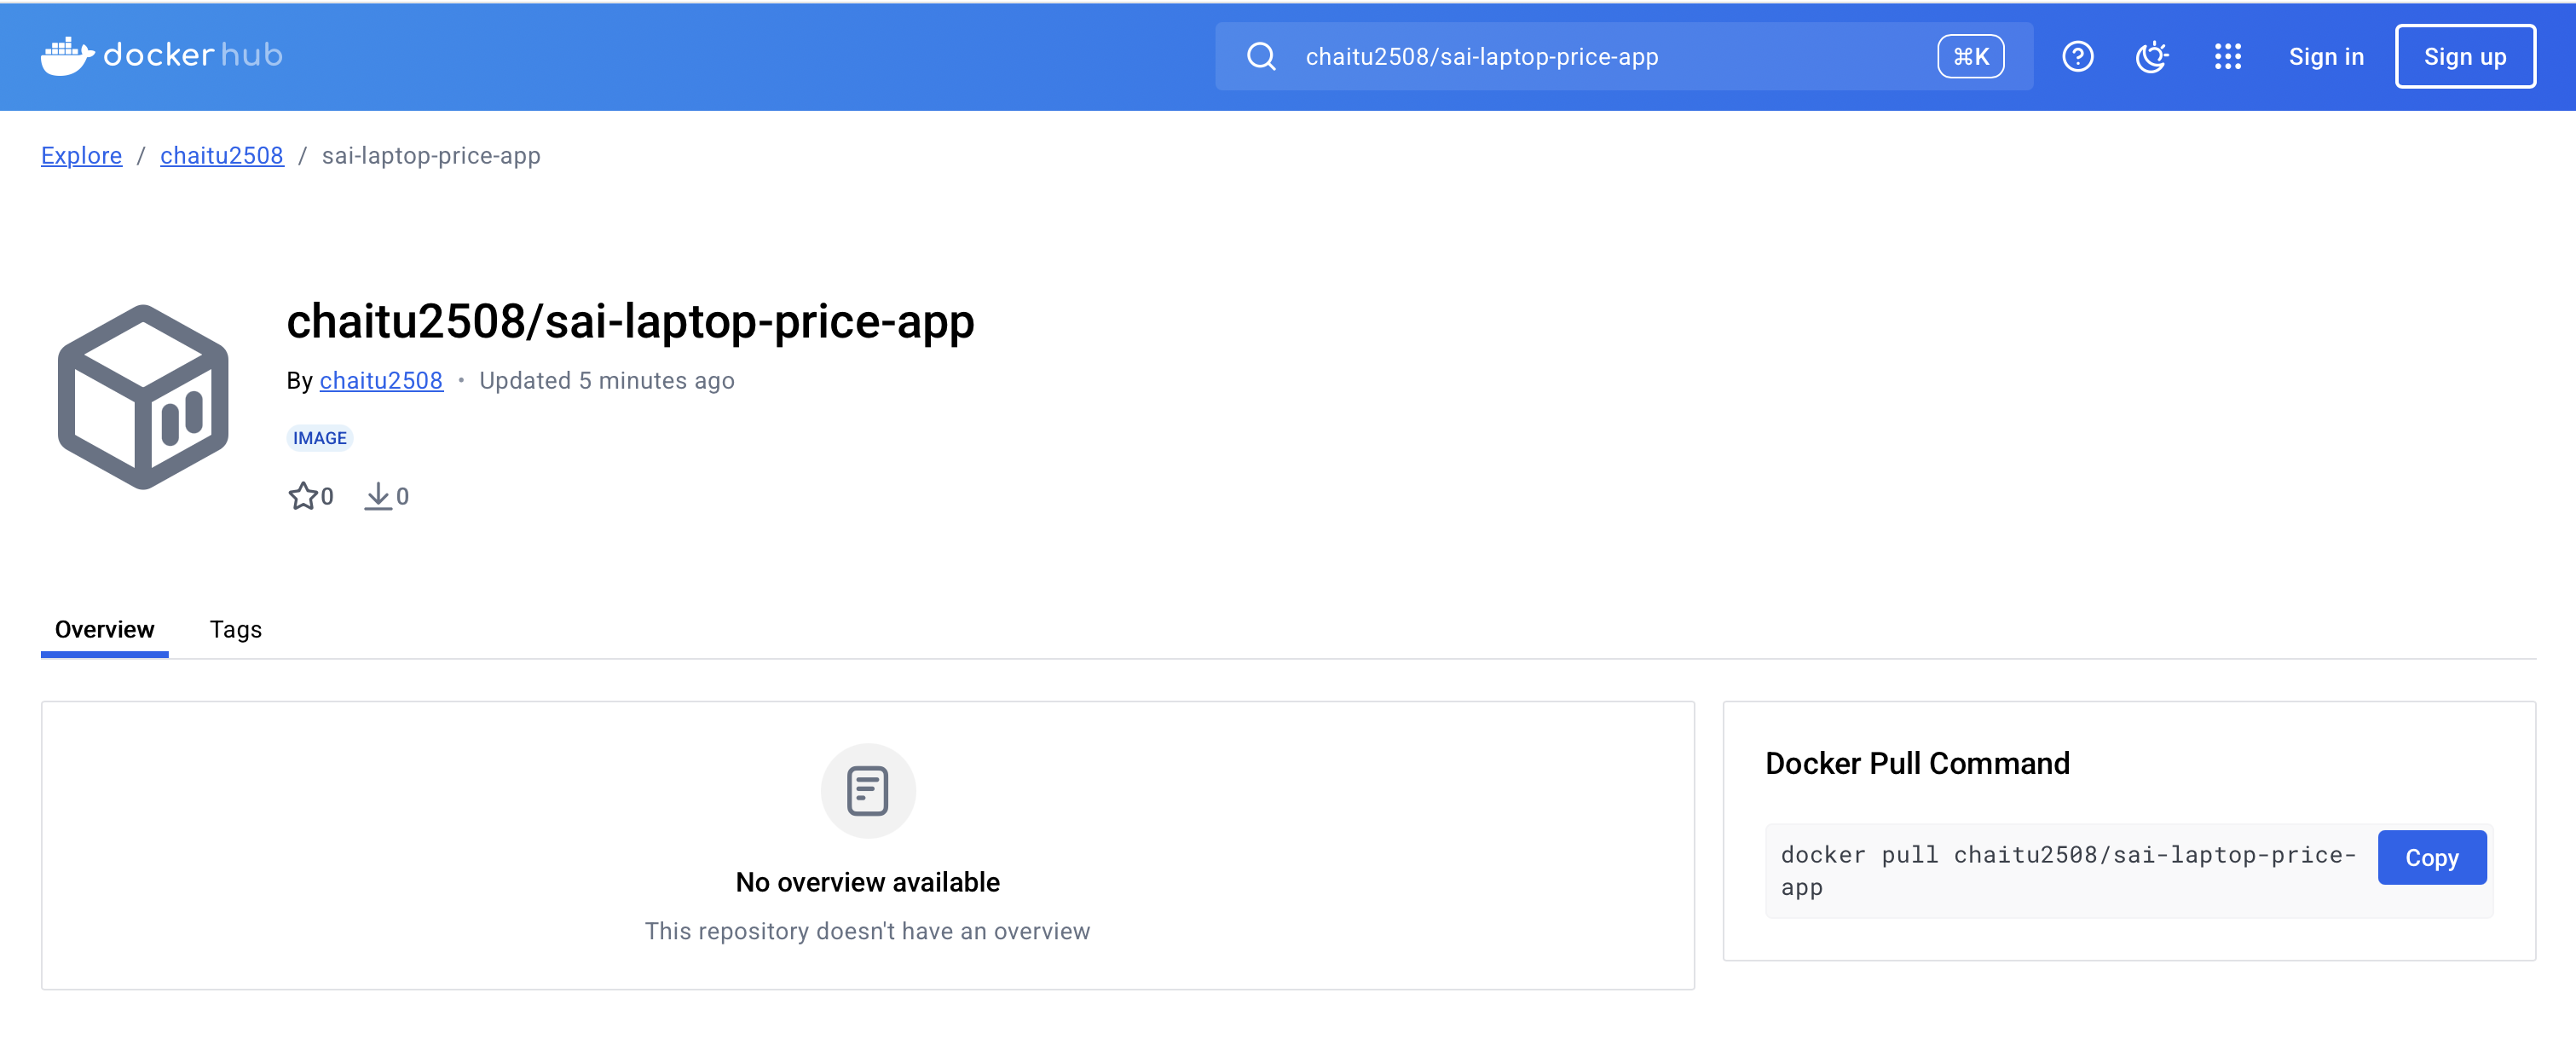 dockerhub
chaitu2508/sai-laptop-price-app
⌘K
Sign in
Sign up
Explore / chaitu2508 / sai-laptop-price-app
chaitu2508/sai-laptop-price-app
By chaitu2508 • Updated 5 minutes ago
IMAGE
0 0
Overview Tags
No overview available
This repository doesn't have an overview
Docker Pull Command
docker pull chaitu2508/sai-laptop-price-
app
Copy